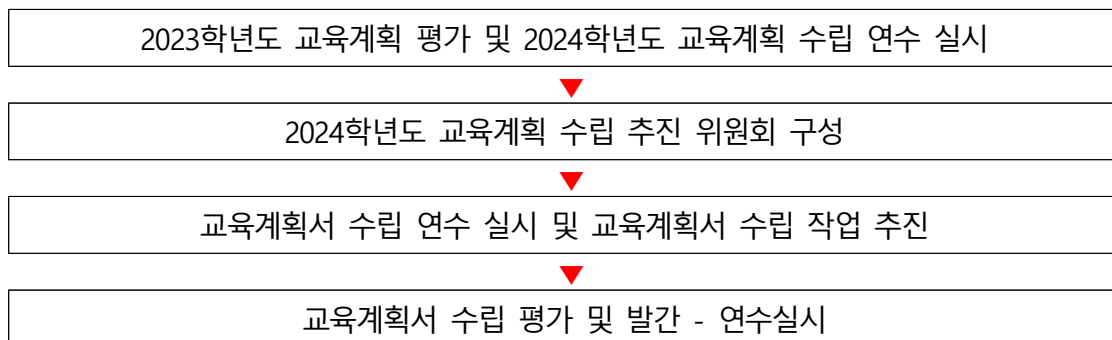 2023학년도 교육계획 평가 및 2024학년도 교육계획 수립 연수 실시
2024학년도 교육계획 수립 추진 위원회 구성
교육계획서 수립 연수 실시 및 교육계획서 수립 작업 추진
교육계획서 수립 평가 및 발간 - 연수실시